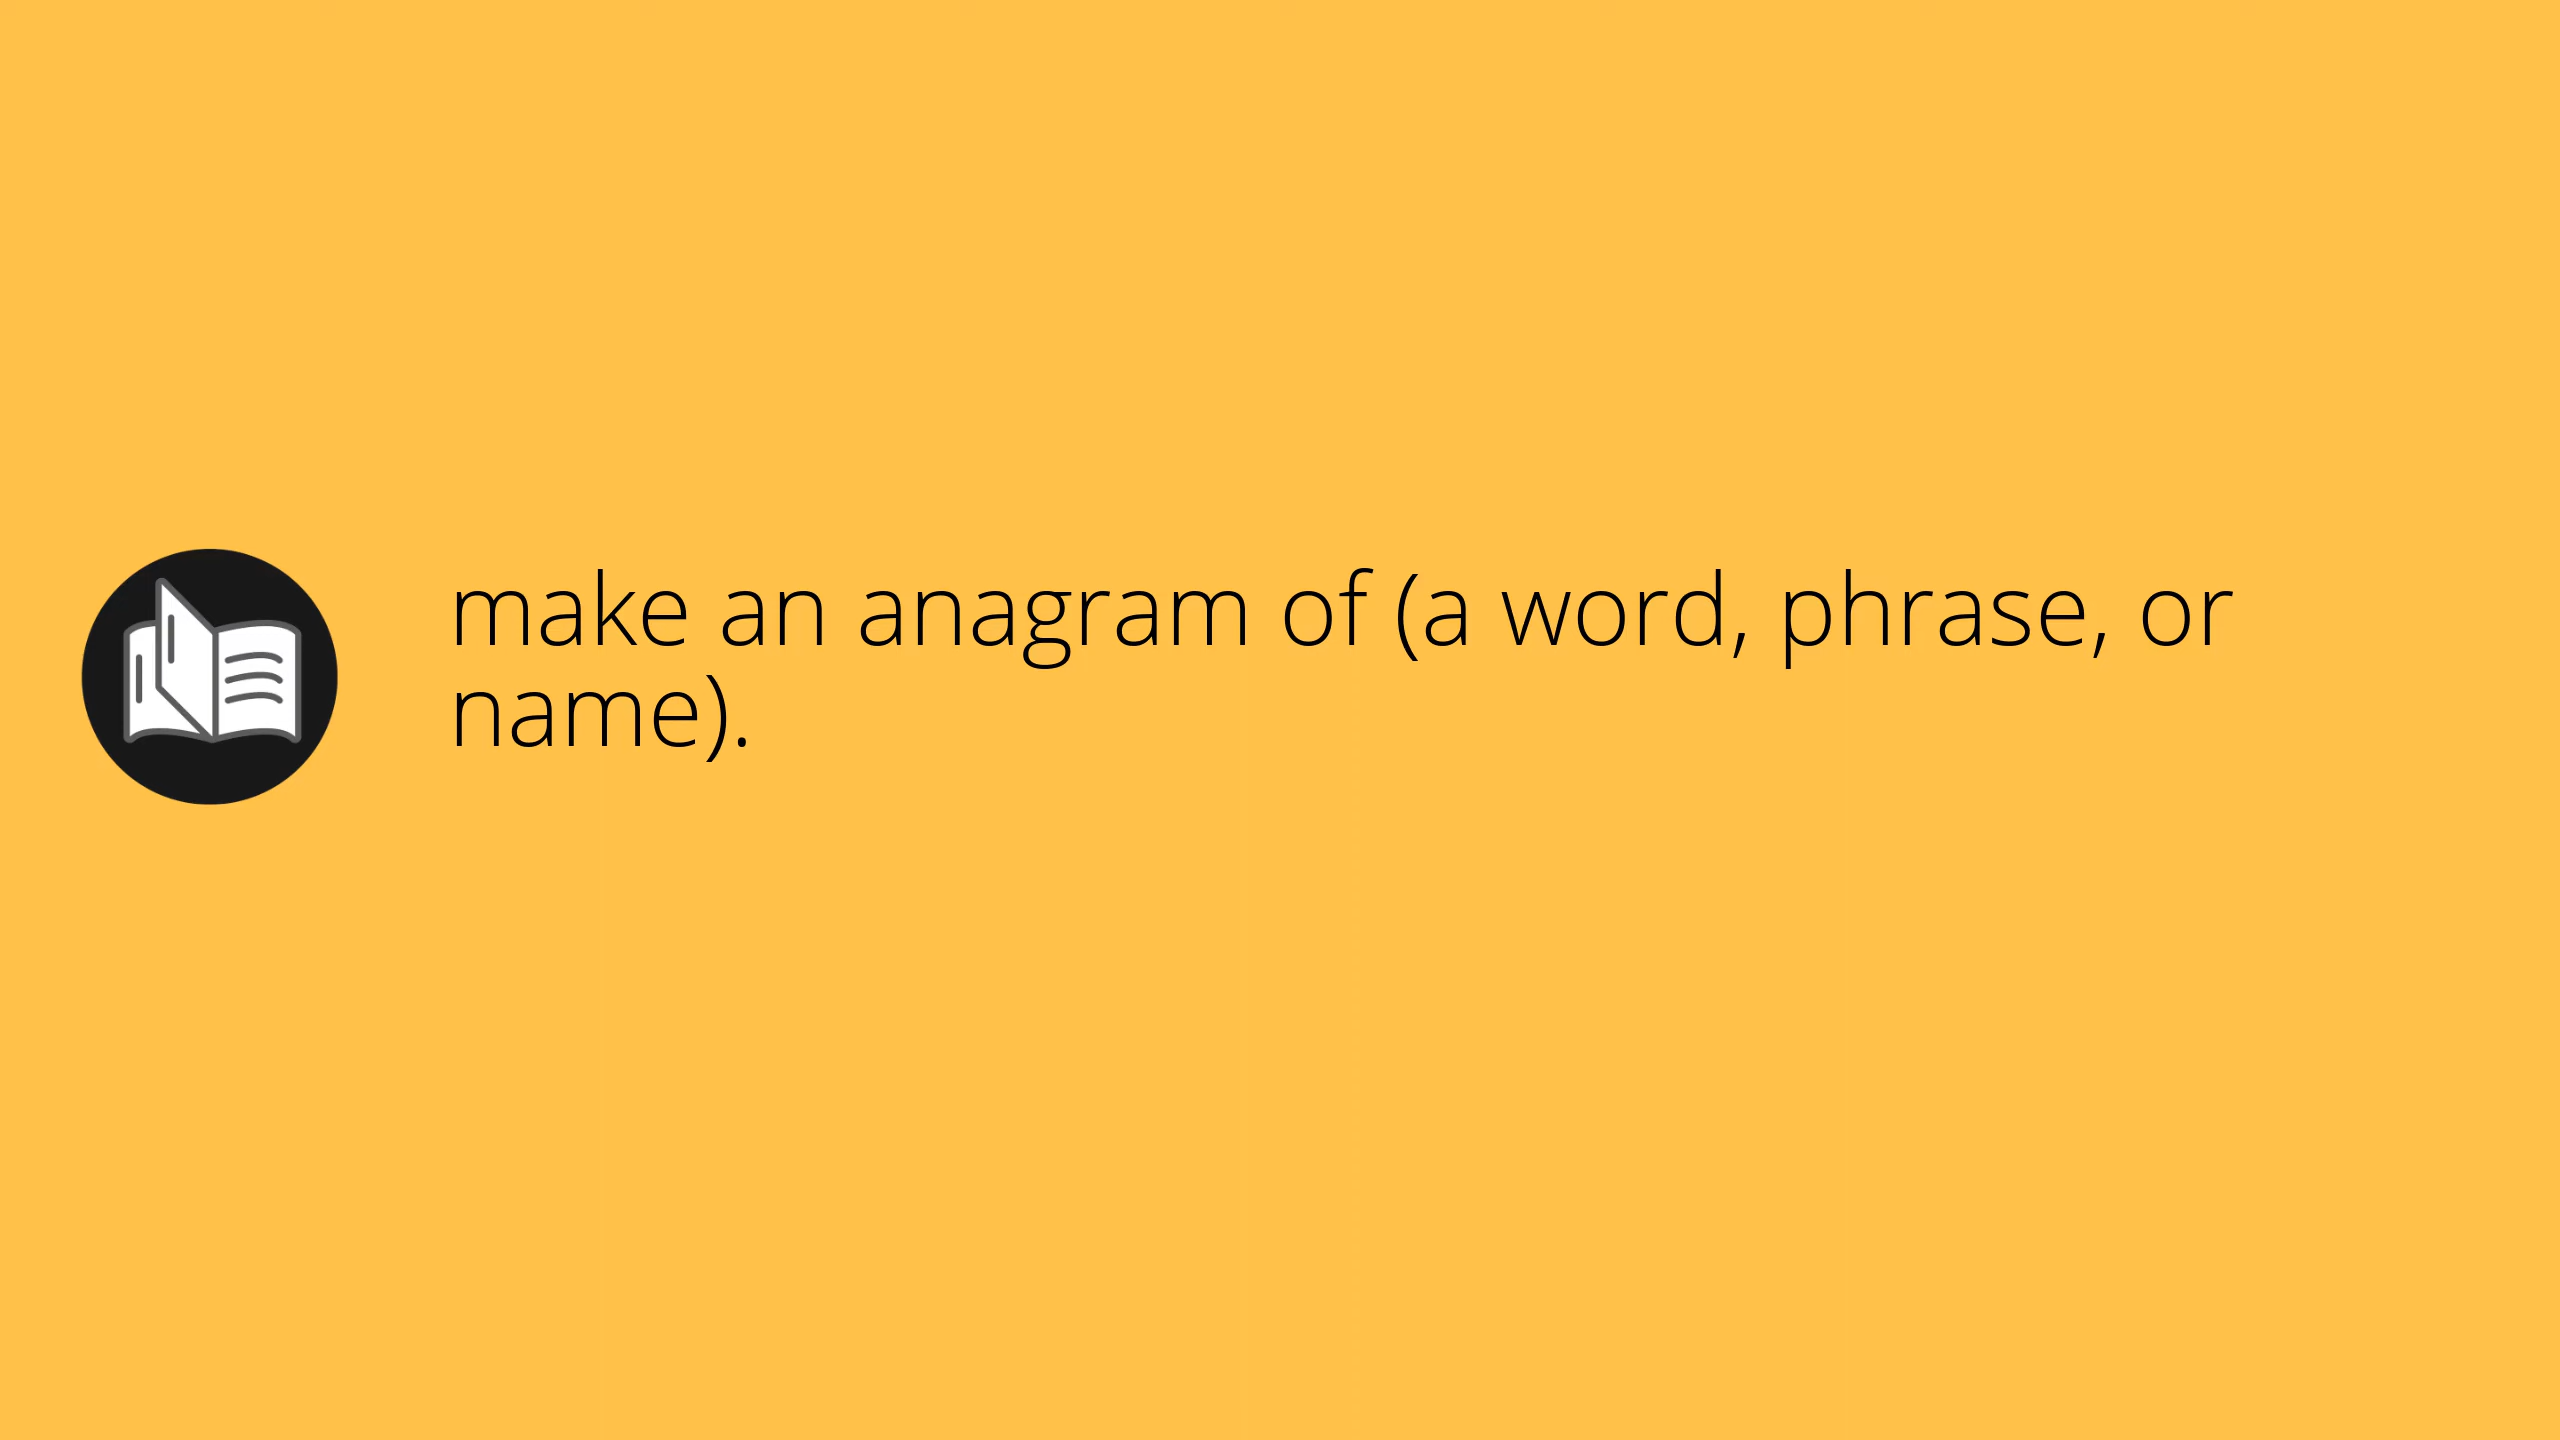 make an anagram of (a word, phrase, or
name).